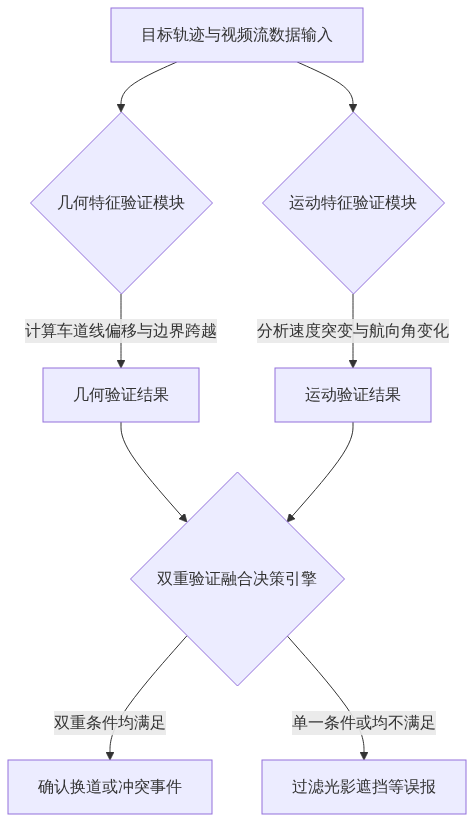 目标轨迹与视频流数据输入
几何特征验证模块
运动特征验证模块
计算车道线偏移与边界跨越
分析速度突变与航向角变化
几何验证结果
运动验证结果
双重验证融合决策引擎
双重条件均满足
单一条件或均不满足
确认换道或冲突事件
过滤光影遮挡等误报